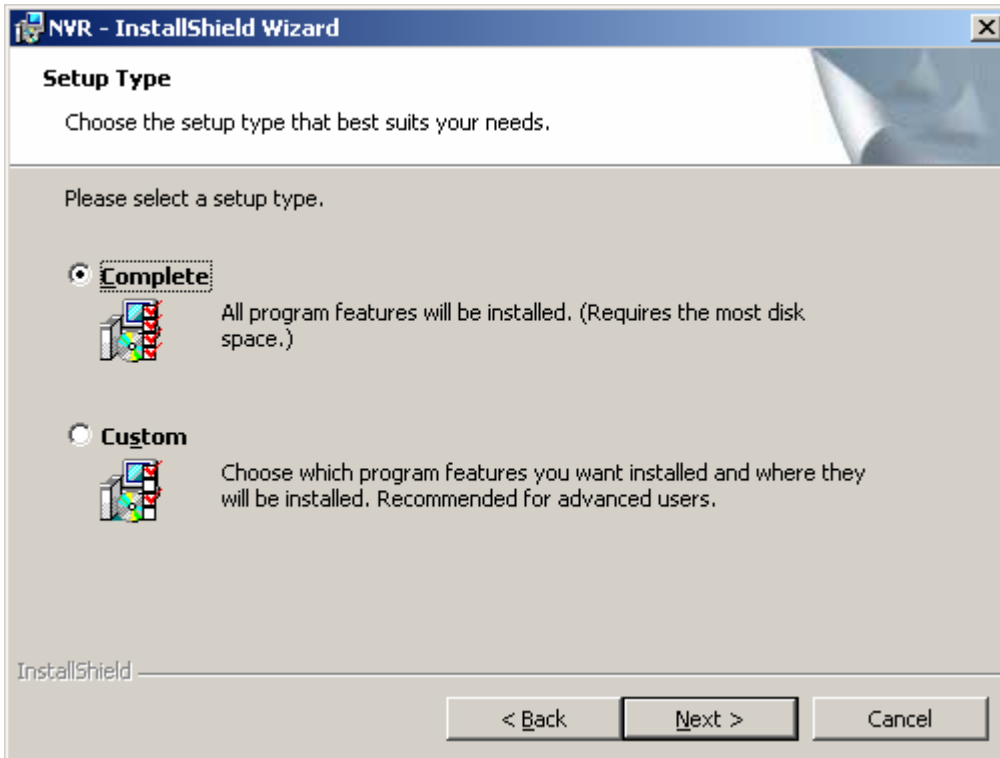 NVR - InstallShield Wizard
Setup Type
Choose the setup type that best suits your needs.
Please select a setup type.
Complete
All program features will be installed. (Requires the most disk
space.)
Custom
Choose which program features you want installed and where they
will be installed. Recommended for advanced users.
InstallShield
< Back
Next >
Cancel